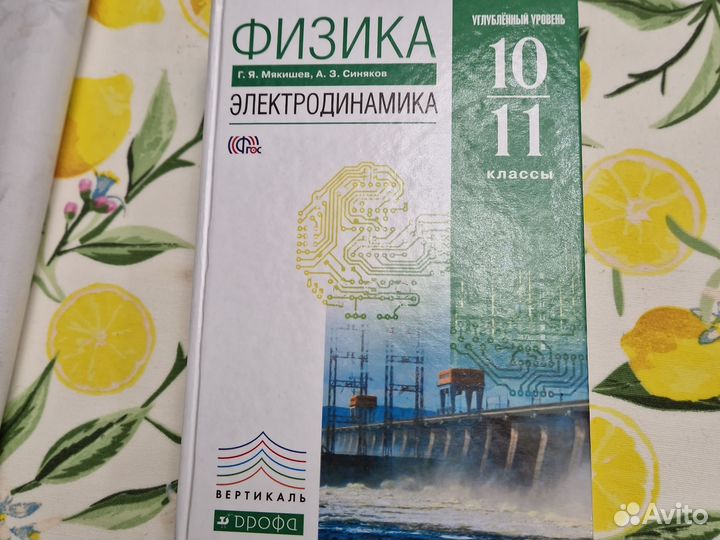 УГЛУБЛЁННЫЙ УРОВЕНЬ
ФИЗИКА
Г. Я. Мякишев, А. З. Синяков
ЭЛЕКТРОДИНАМИКА
10
11
классы
ФГОС
ВЕРТИКАЛЬ
дрофа
Avito